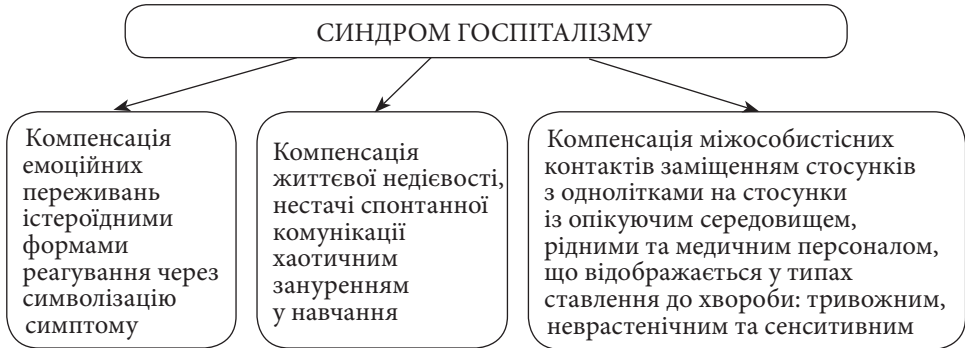 СИНДРОМ ГОСПІТАЛІЗМУ
Компенсація
емоційних
переживань
істероїдними
формами
реагування через
символізацію
симптому
Компенсація
життєвої недієвості,
нестачі спонтанної
комунікації
хаотичним
зануренням
у навчання
Компенсація міжособистісних
контактів заміщенням стосунків
з однолітками на стосунки
із опікуючим середовищем,
рідними та медичним персоналом,
що відображається у типах
ставлення до хвороби: тривожним,
неврастенічним та сенситивним